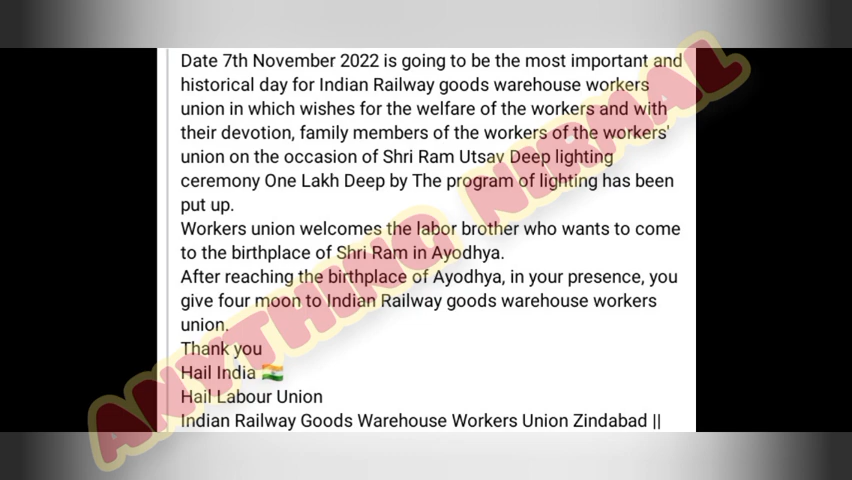 Date 7th November 2022 is going to be the most important and
historical day for Indian Railway goods warehouse workers
union in which wishes for the welfare of the workers and with
their devotion, family members of the workers of the workers'
union on the occasion of Shri Ram Utsav Deep lighting
ceremony One Lakh Deep by The program of lighting has been
put up.
Workers union welcomes the labor brother who wants to come
to the birthplace of Shri Ram in Ayodhya.
After reaching the birthplace of Ayodhya, in your presence, you
give four moon to Indian Railway goods warehouse workers
union.
Thank you
Hail India 🇮🇳
Hail Labour Union
Indian Railway Goods Warehouse Workers Union Zindabad ||
ANYTHING NIRMAL